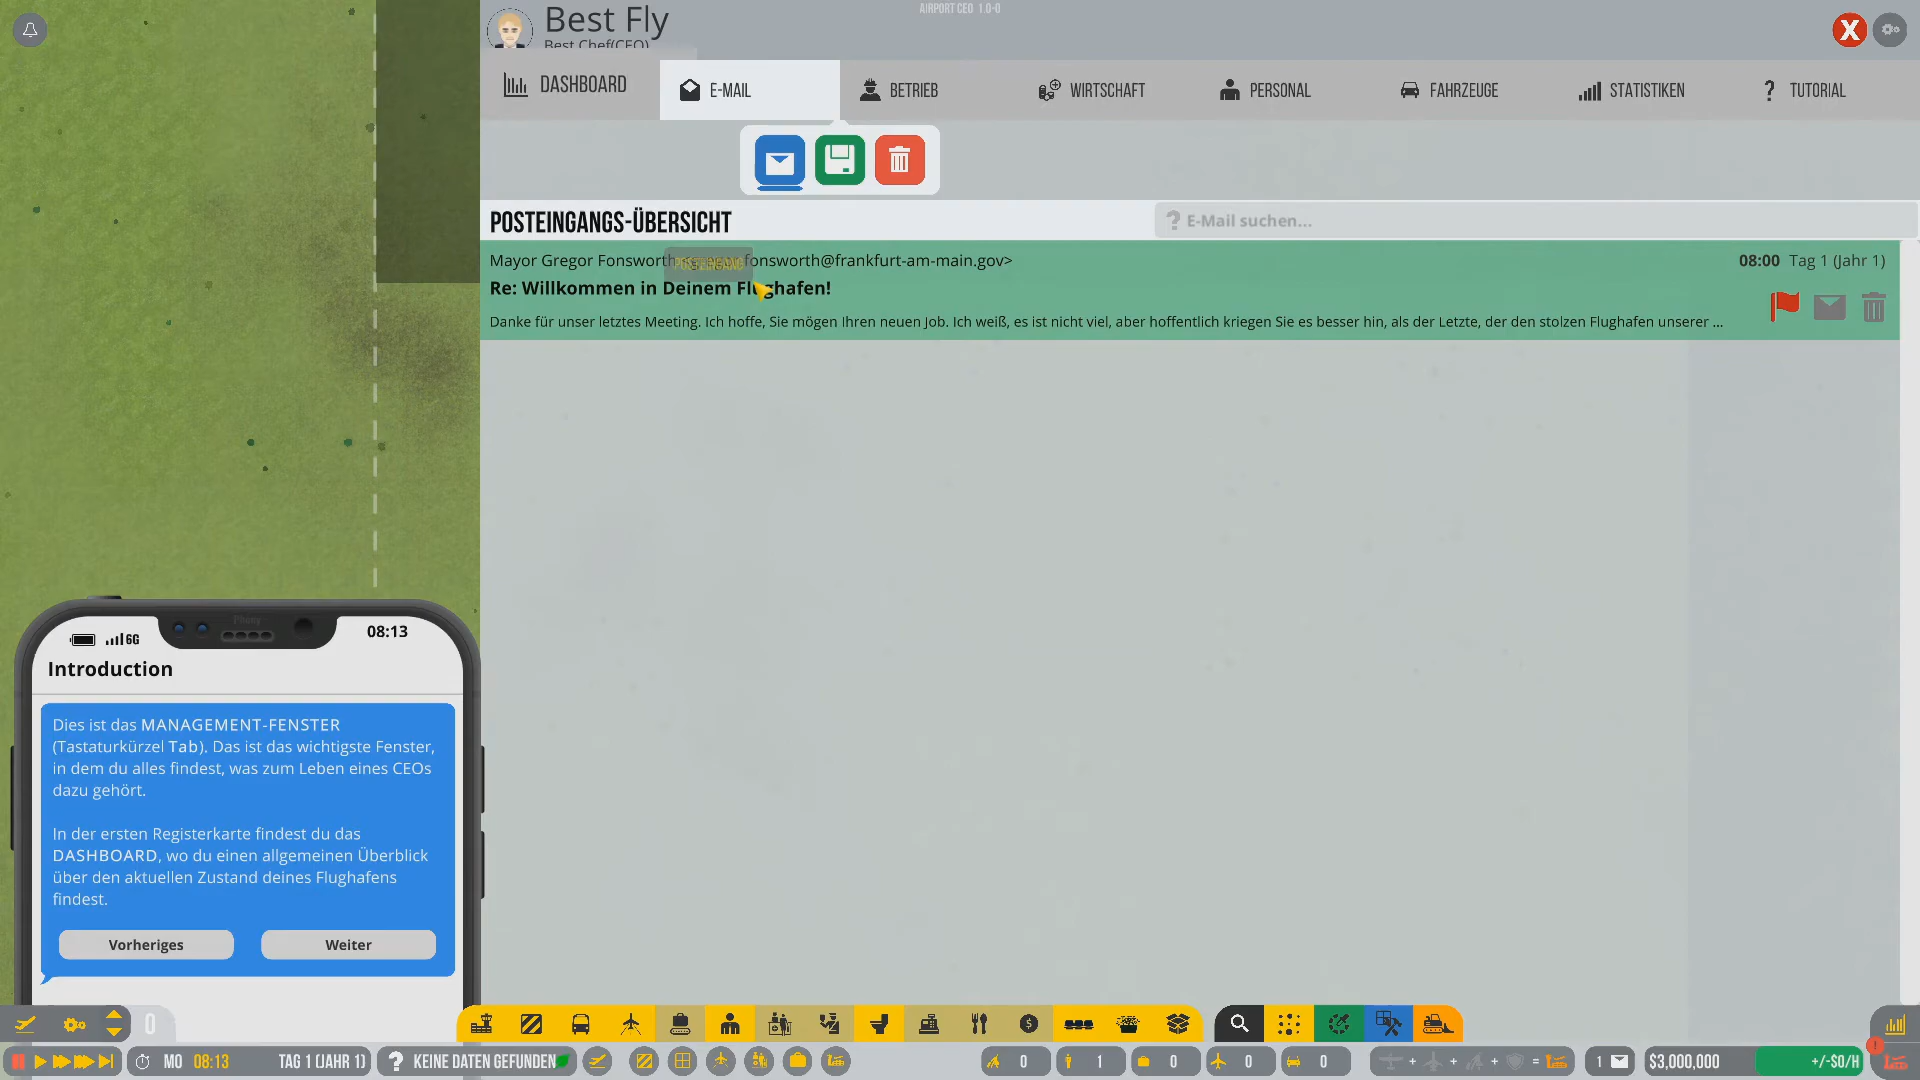 AIRPORT CEO 1.0-0
Best Fly
Best Chef(CEO)
DASHBOARD
E-MAIL
BETRIEB
WIRTSCHAFT
PERSONAL
FAHRZEUGE
STATISTIKEN
? TUTORIAL
POSTEINGANGS-ÜBERSICHT
? E-Mail suchen...
Mayor Gregor Fonsworth fonsworth@frankfurt-am-main.gov>
POSTEINGANG
08:00 Tag 1 (Jahr 1)
Re: Willkommen in Deinem Flughafen!
Danke für unser letztes Meeting. Ich hoffe, Sie mögen Ihren neuen Job. Ich weiß, es ist nicht viel, aber hoffentlich kriegen Sie es besser hin, als der Letzte, der den stolzen Flughafen unserer ...
Phony
6G
08:13
Introduction
Dies ist das MANAGEMENT-FENSTER
(Tastaturkürzel Tab). Das ist das wichtigste Fenster,
in dem du alles findest, was zum Leben eines CEOs
dazu gehört.
In der ersten Registerkarte findest du das
DASHBOARD, wo du einen allgemeinen Überblick
über den aktuellen Zustand deines Flughafens
findest.
Vorheriges
Weiter
0
MO 08:13
TAG 1 (JAHR 1)
? KEINE DATEN GEFUNDEN
0
1
0
0
0
+ + + =
1
$3,000,000
+/-$0/H
!